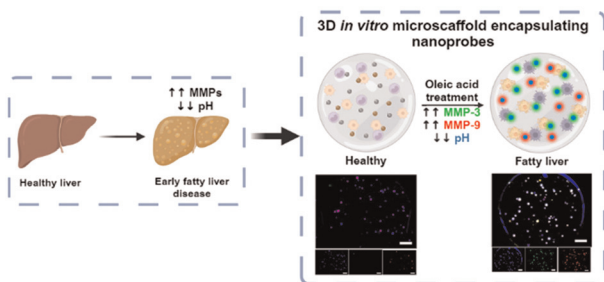 3D in vitro microscaffold encapsulating
nanoprobes
↑↑ MMPs
↓↓ pH
Healthy liver
Early fatty liver
disease
Oleic acid
treatment
↑↑ MMP-3
↑↑ MMP-9
↓↓ pH
Healthy
Fatty liver